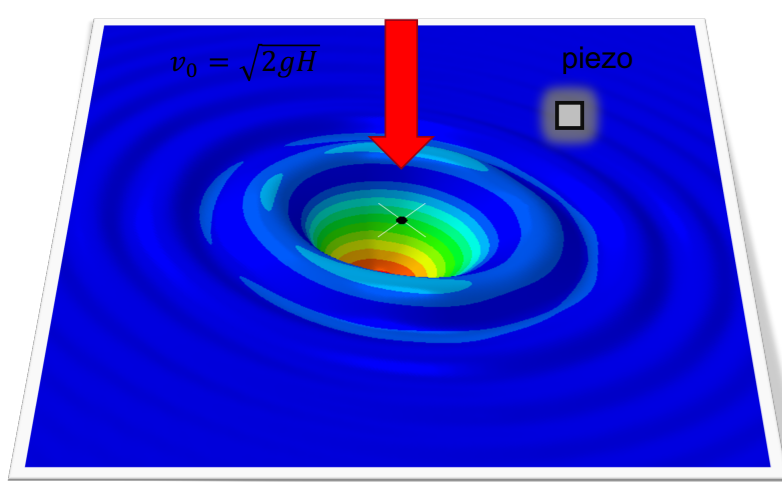 v₀ = √2gH
piezo